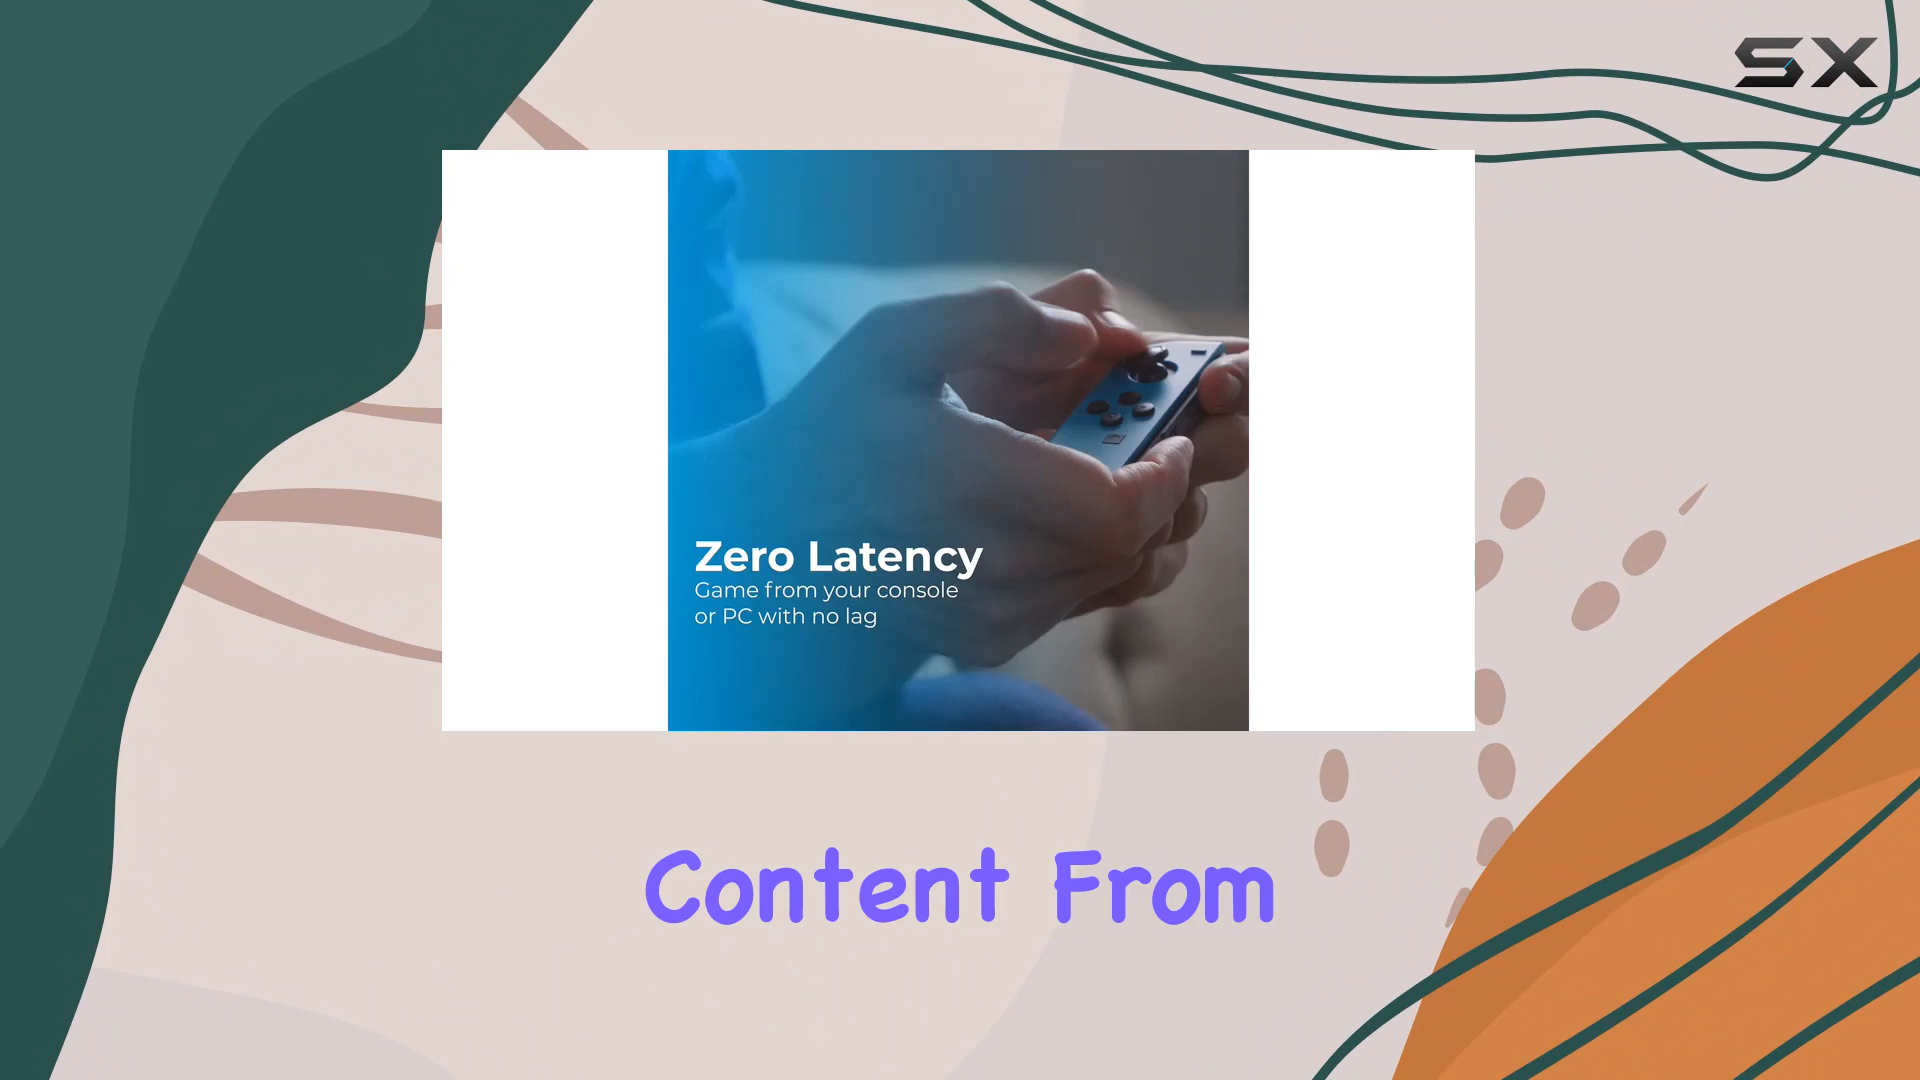 SX
Zero Latency
Game from your console
or PC with no lag
Content From